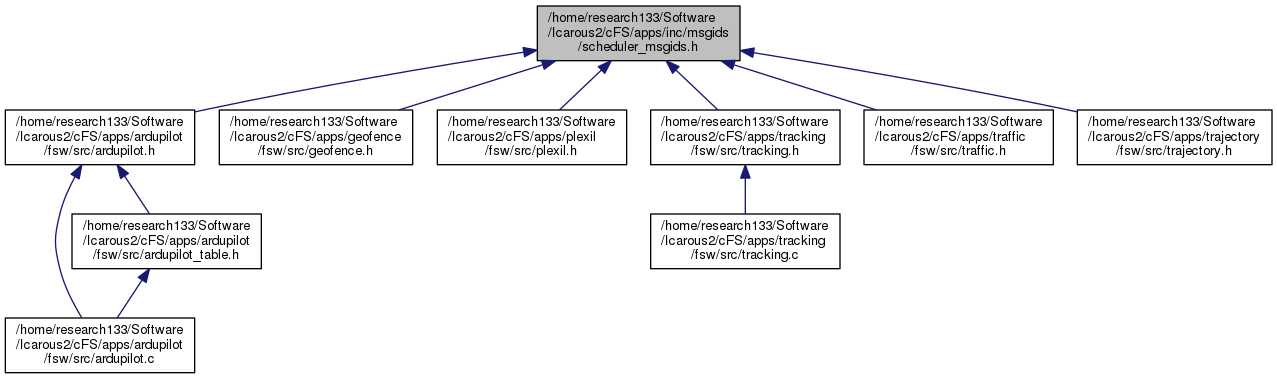 /home/research133/Software
/Icarous2/cFS/apps/inc/msgids
/scheduler_msgids.h
/home/research133/Software
/Icarous2/cFS/apps/ardupilot
/fsw/src/ardupilot.h
/home/research133/Software
/Icarous2/cFS/apps/geofence
/fsw/src/geofence.h
/home/research133/Software
/Icarous2/cFS/apps/plexil
/fsw/src/plexil.h
/home/research133/Software
/Icarous2/cFS/apps/tracking
/fsw/src/tracking.h
/home/research133/Software
/Icarous2/cFS/apps/traffic
/fsw/src/traffic.h
/home/research133/Software
/Icarous2/cFS/apps/trajectory
/fsw/src/trajectory.h
/home/research133/Software
/Icarous2/cFS/apps/ardupilot
/fsw/src/ardupilot_table.h
/home/research133/Software
/Icarous2/cFS/apps/tracking
/fsw/src/tracking.c
/home/research133/Software
/Icarous2/cFS/apps/ardupilot
/fsw/src/ardupilot.c